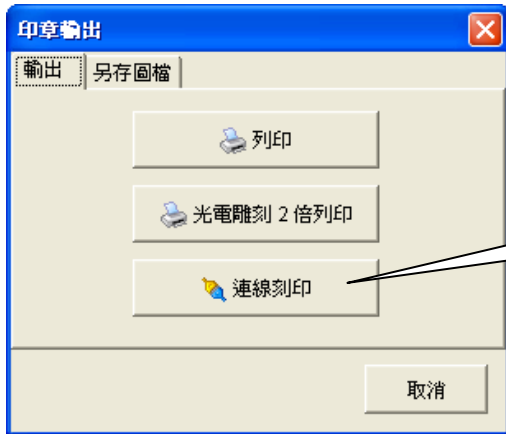 印章輸出
輸出 另存圖檔
列印
光電雕刻 2 倍列印
連線刻印
取消